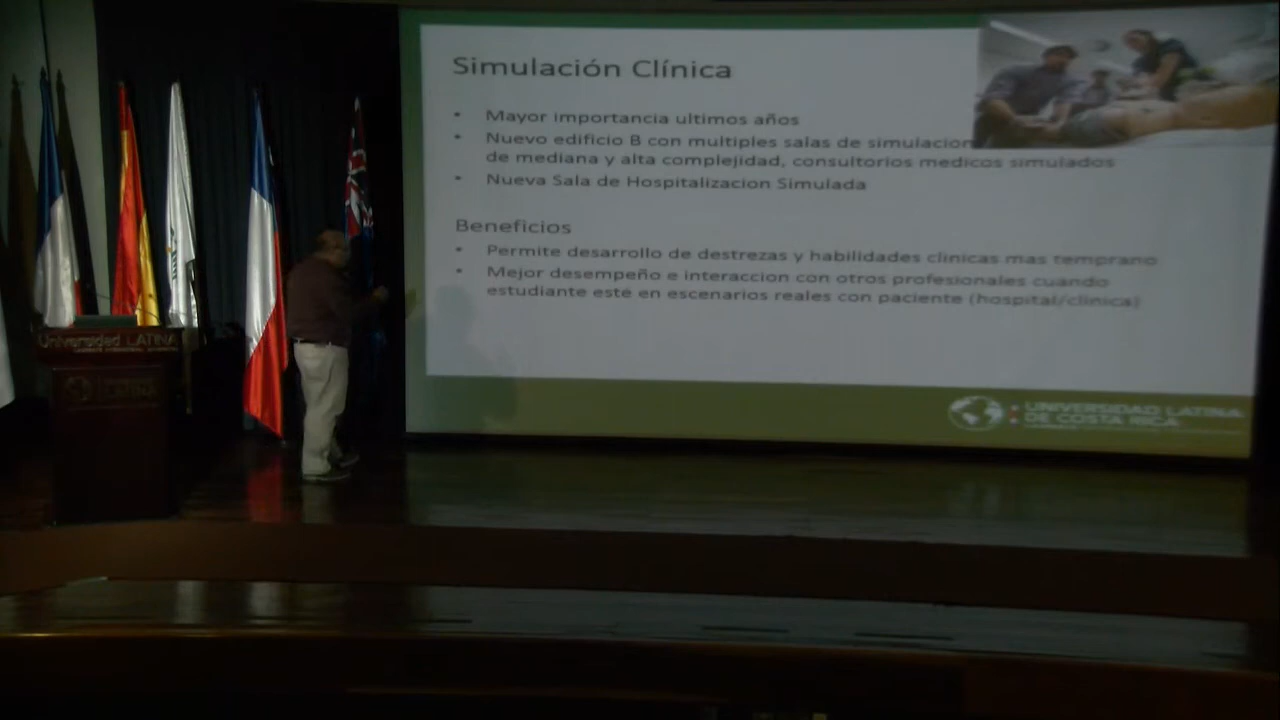 Simulación Clínica
• Mayor importancia ultimos años
• Nuevo edificio B con multiples salas de simulacion
de mediana y alta complejidad, consultorios medicos simulados
• Nueva Sala de Hospitalizacion Simulada
Beneficios
• Permite desarrollo de destrezas y habilidades clinicas mas temprano
• Mejor desempeño e interaccion con otros profesionales cuando
estudiante esté en escenarios reales con paciente (hospital/clinica)
UNIVERSIDAD LATINA
DE COSTA RICA
Universidad LATINA